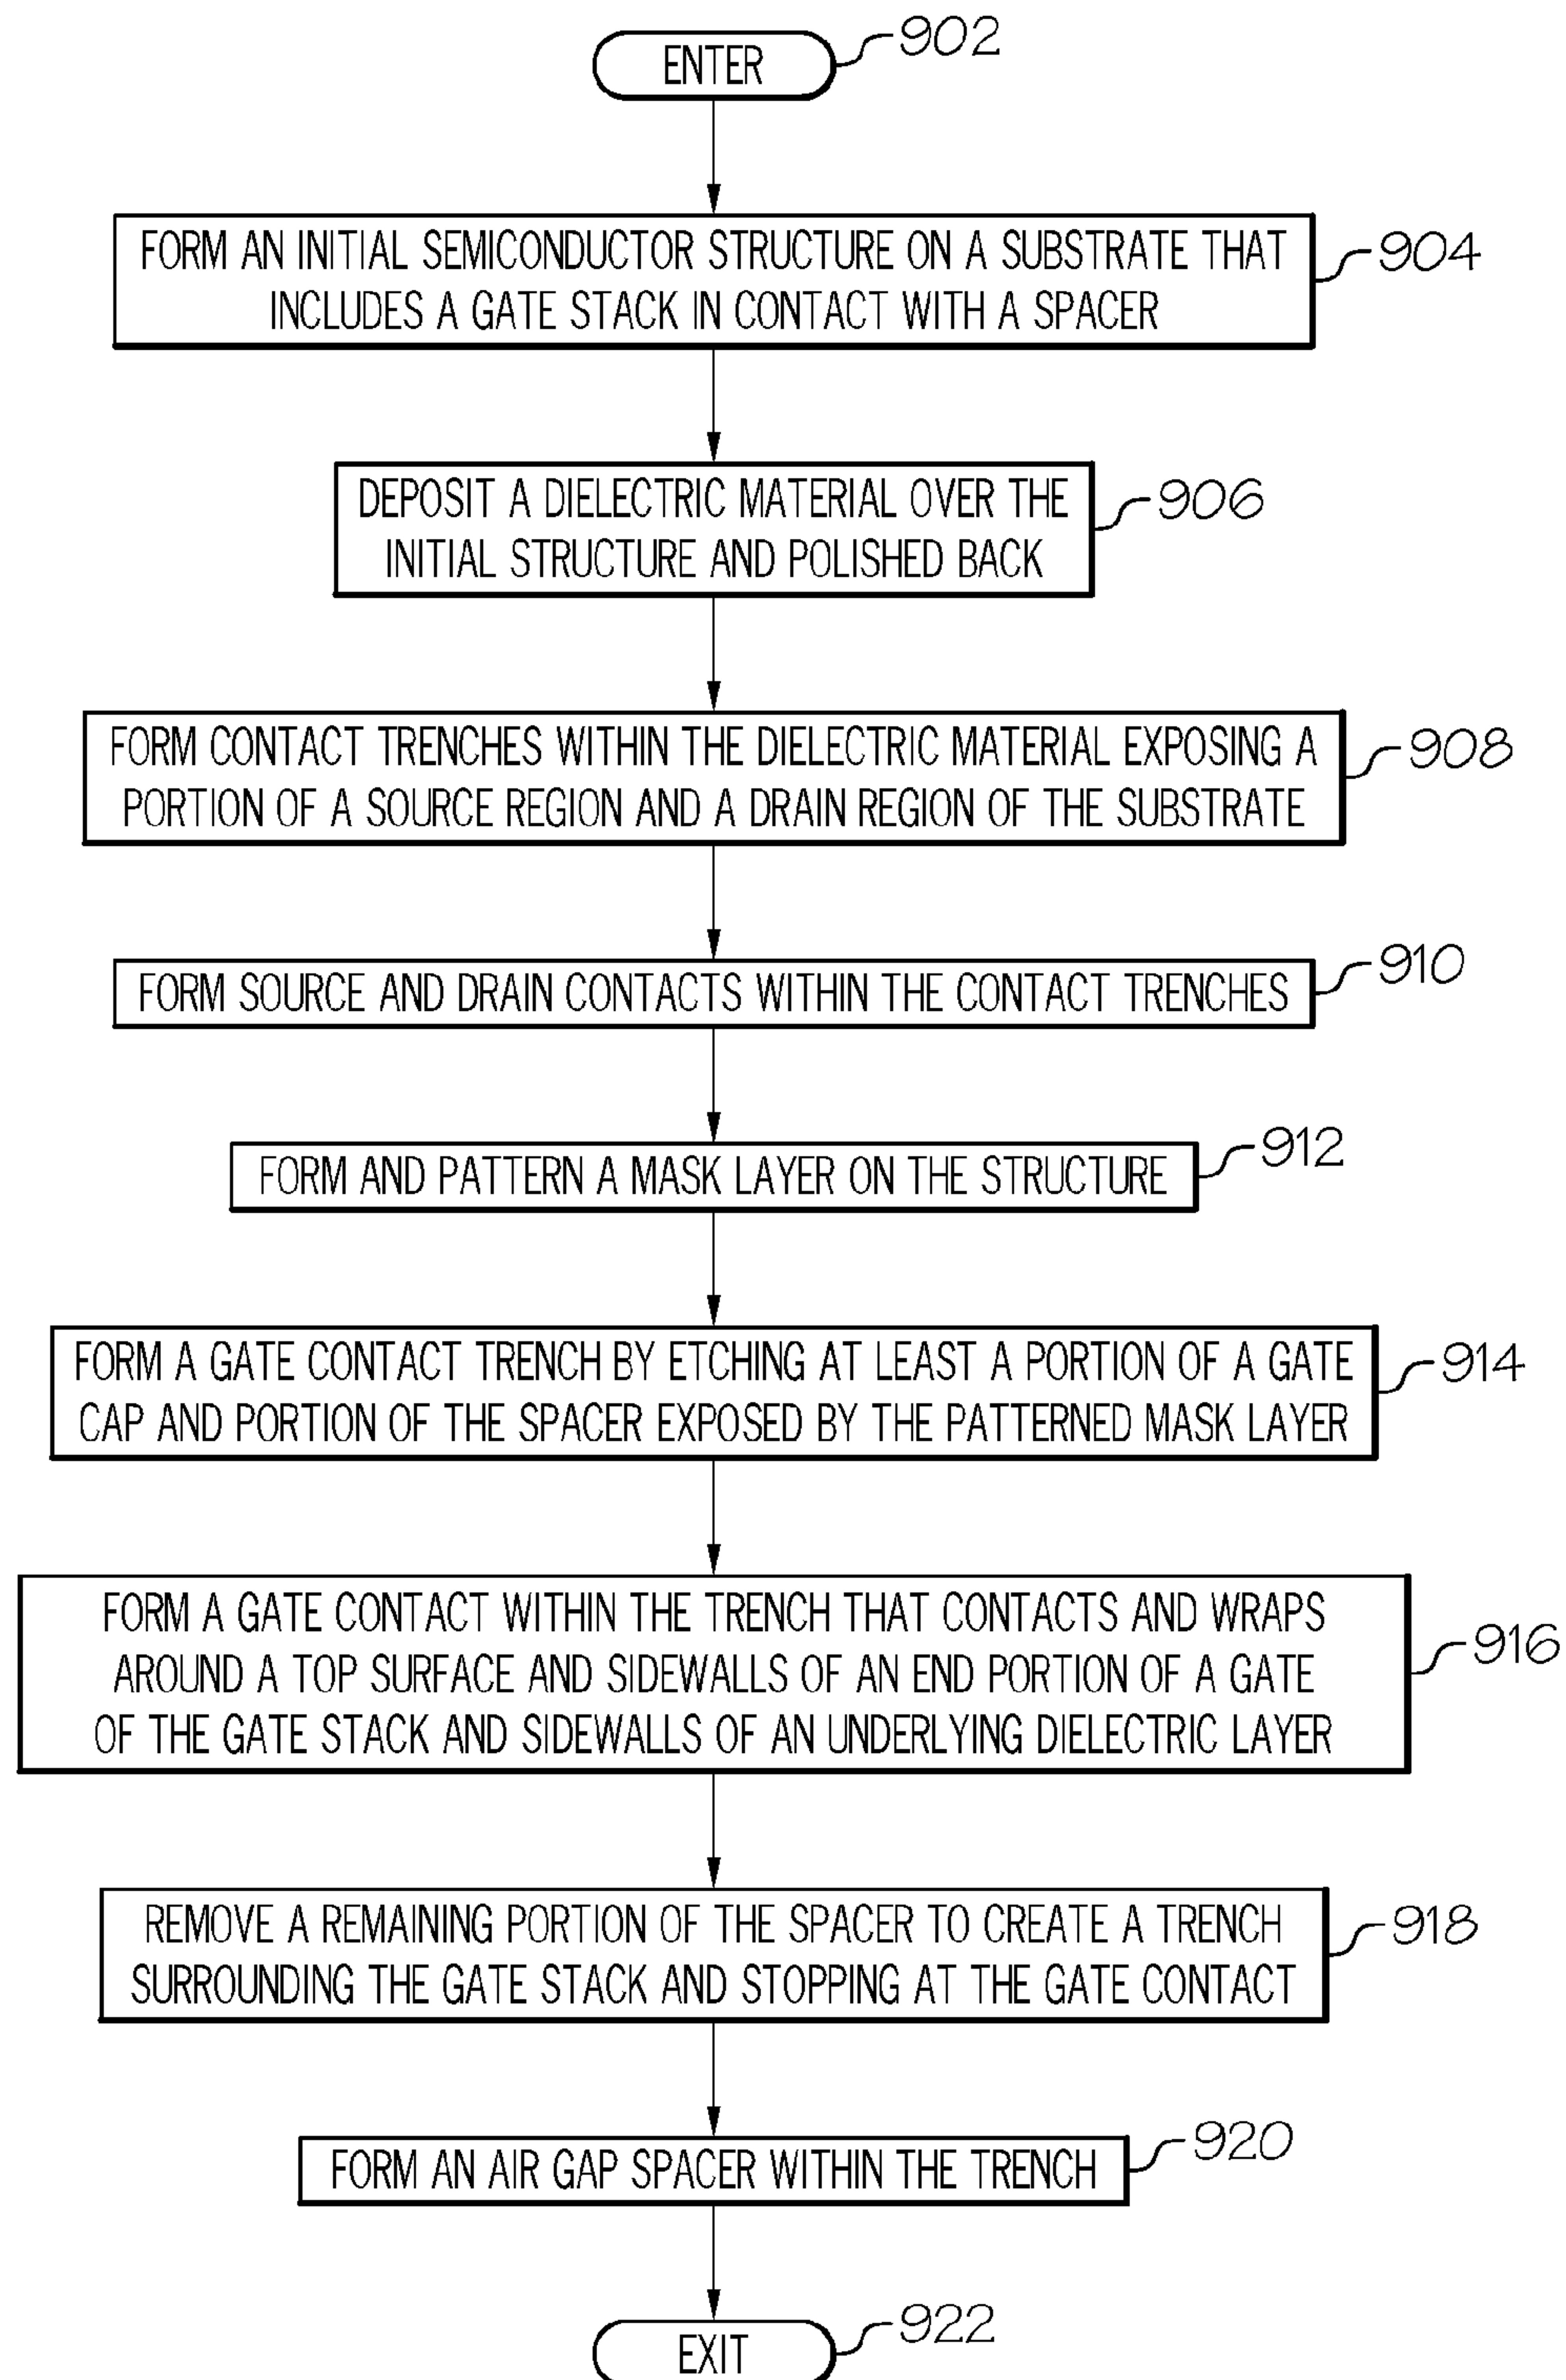 ENTER
902
FORM AN INITIAL SEMICONDUCTOR STRUCTURE ON A SUBSTRATE THAT
INCLUDES A GATE STACK IN CONTACT WITH A SPACER
904
DEPOSIT A DIELECTRIC MATERIAL OVER THE
INITIAL STRUCTURE AND POLISHED BACK
906
FORM CONTACT TRENCHES WITHIN THE DIELECTRIC MATERIAL EXPOSING A
PORTION OF A SOURCE REGION AND A DRAIN REGION OF THE SUBSTRATE
908
FORM SOURCE AND DRAIN CONTACTS WITHIN THE CONTACT TRENCHES
910
FORM AND PATTERN A MASK LAYER ON THE STRUCTURE
912
FORM A GATE CONTACT TRENCH BY ETCHING AT LEAST A PORTION OF A GATE
CAP AND PORTION OF THE SPACER EXPOSED BY THE PATTERNED MASK LAYER
914
FORM A GATE CONTACT WITHIN THE TRENCH THAT CONTACTS AND WRAPS
AROUND A TOP SURFACE AND SIDEWALLS OF AN END PORTION OF A GATE
OF THE GATE STACK AND SIDEWALLS OF AN UNDERLYING DIELECTRIC LAYER
916
REMOVE A REMAINING PORTION OF THE SPACER TO CREATE A TRENCH
SURROUNDING THE GATE STACK AND STOPPING AT THE GATE CONTACT
918
FORM AN AIR GAP SPACER WITHIN THE TRENCH
920
EXIT
922